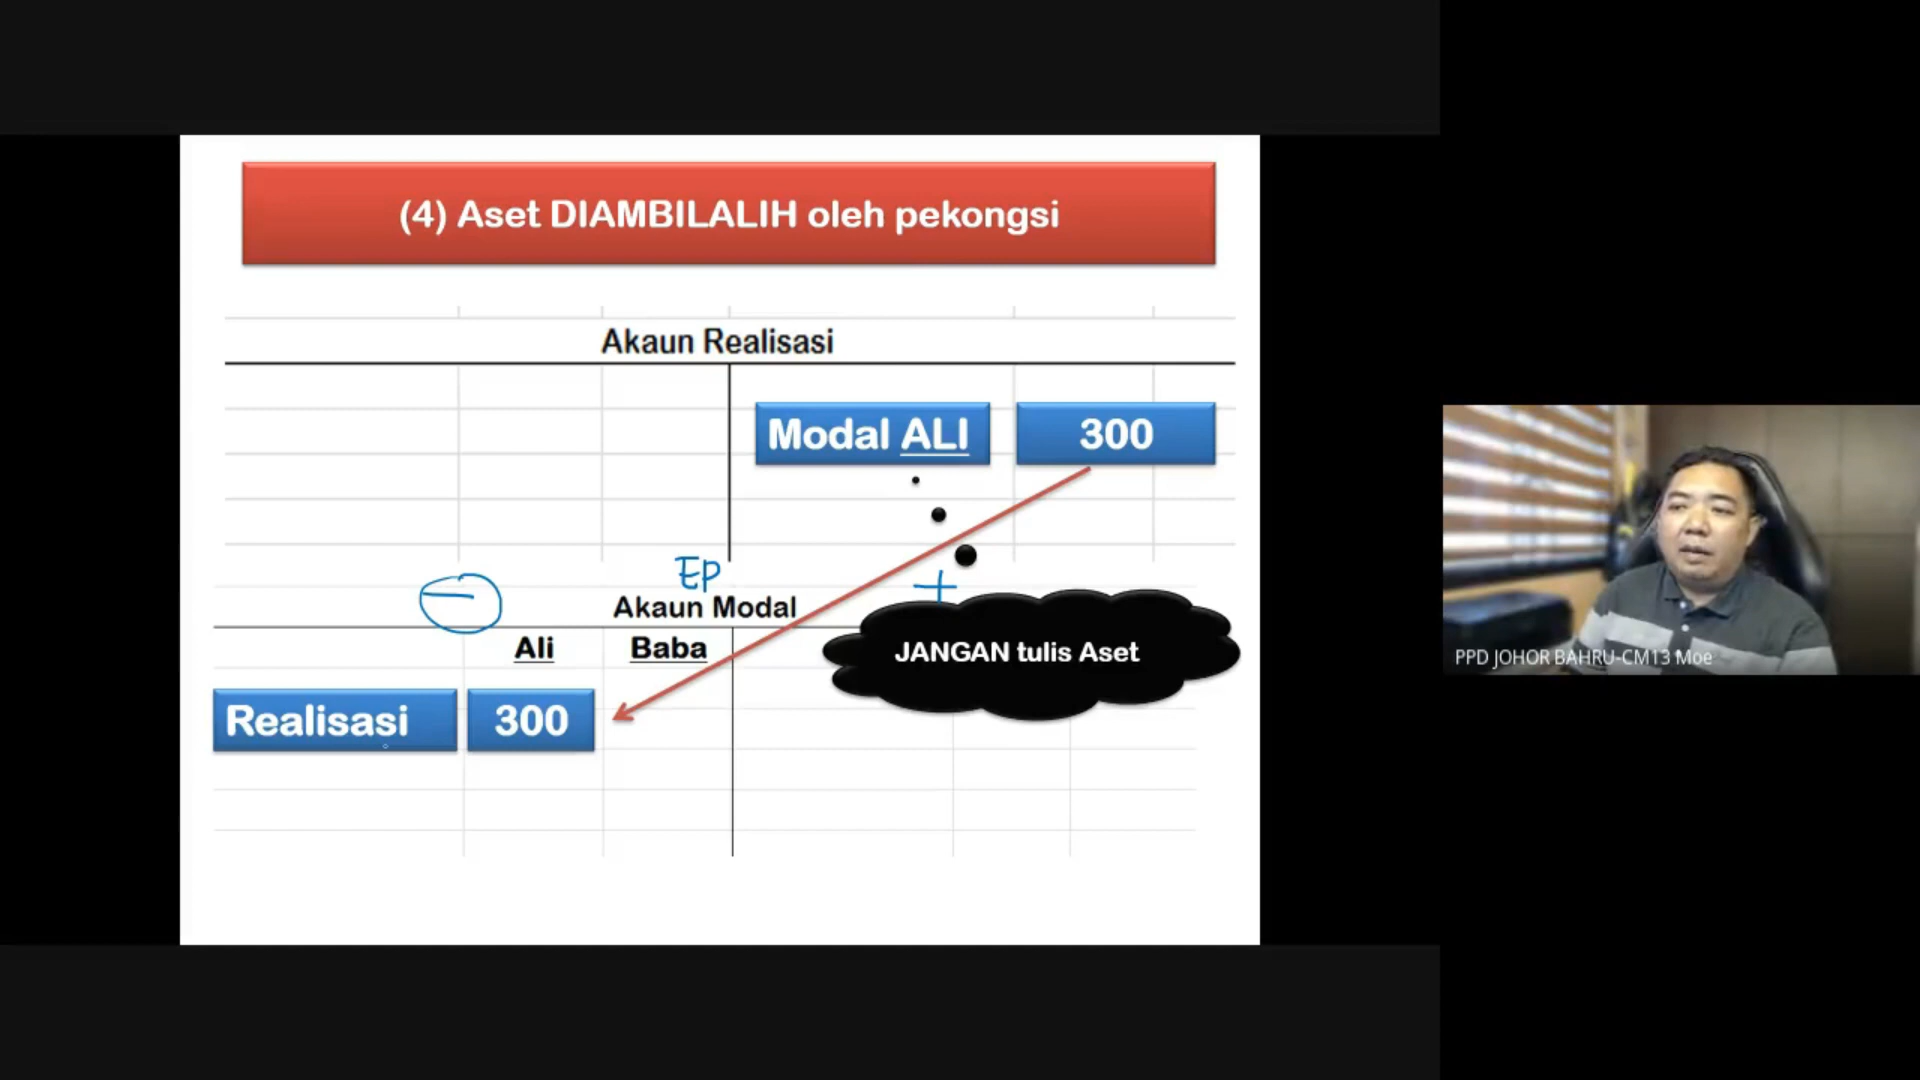 (4) Aset DIAMBILALIH oleh pekongsi
Akaun Realisasi
Modal ALI 300
Ep
− +
Akaun Modal
Ali Baba
JANGAN tulis Aset
Realisasi 300
PPD JOHOR BAHRU-CM13 Moe